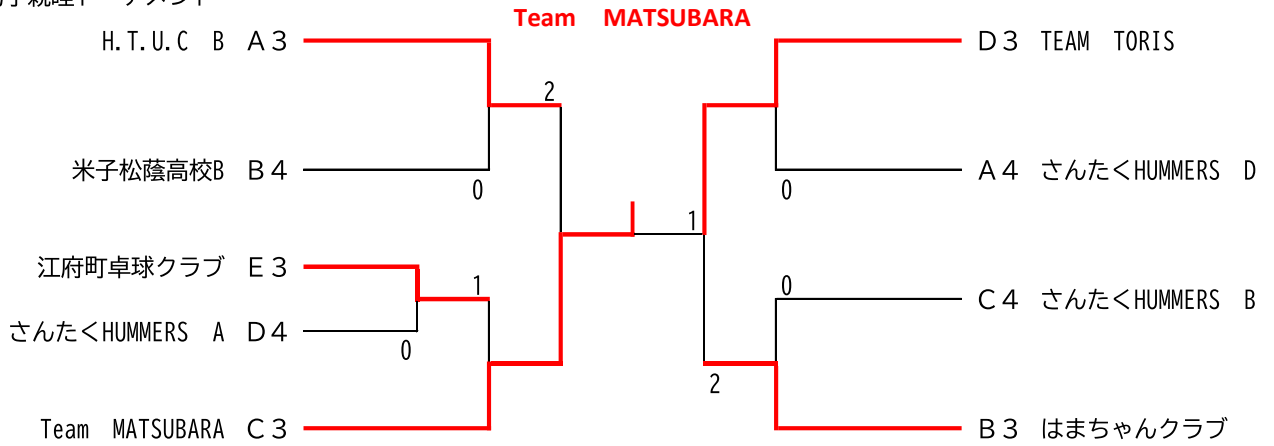 Team MATSUBARA
H.T.U.C B A3
D3 TEAM TORIS
2
米子松蔭高校B B4
0
A4 さんたくHUMMERS D
0
1
江府町卓球クラブ E3
1
0
C4 さんたくHUMMERS B
さんたくHUMMERS A D4
0
2
Team MATSUBARA C3
B3 はまちゃんクラブ